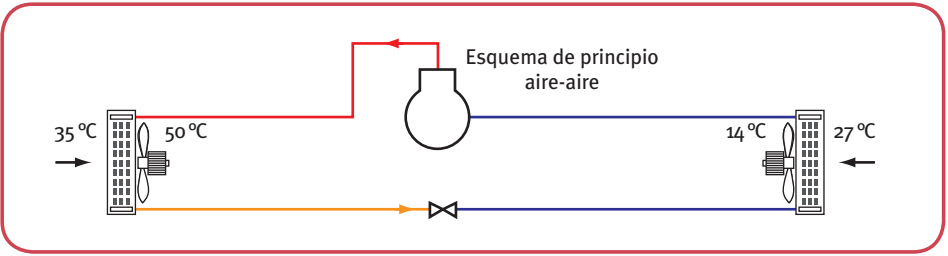 Esquema de principio
aire-aire
35 ºC
50 ºC
14 ºC
27 ºC